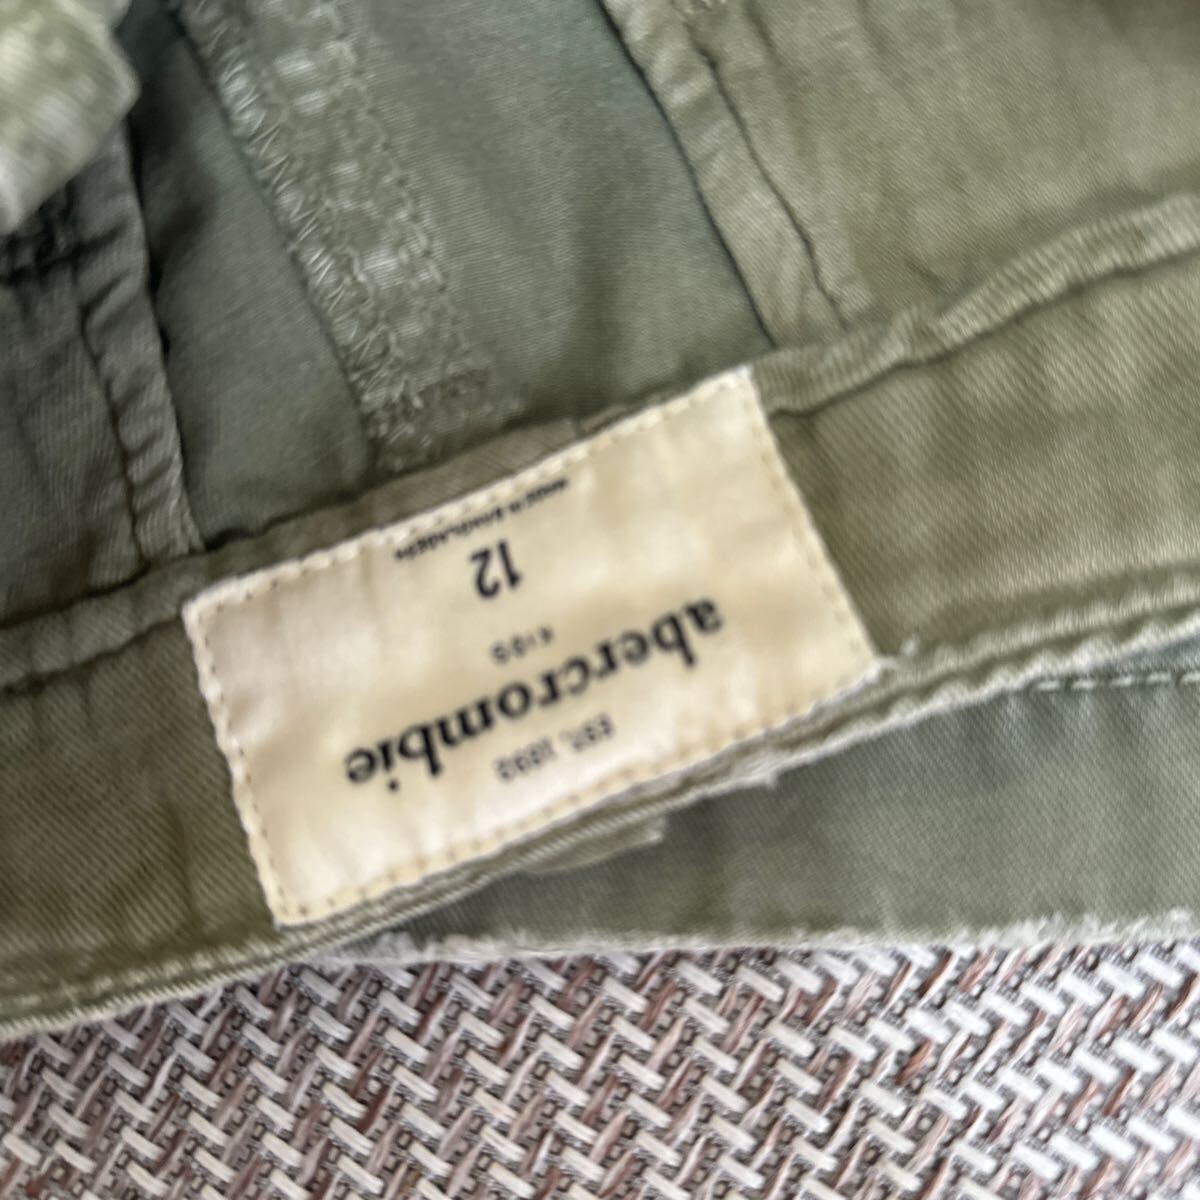 EST. 1892
abercrombie
kids
12
MADE IN BANGLADESH